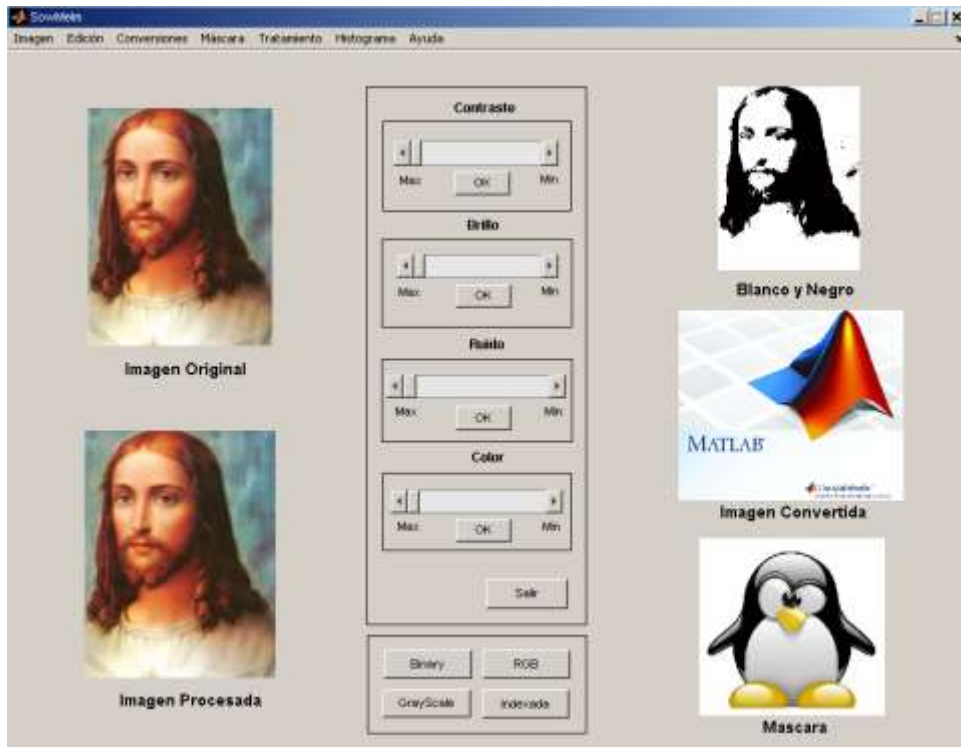 SowMelm
Imagen Edición Conversiones Máscara Tratamiento Histograma Ayuda
Imagen Original
Imagen Procesada
Contraste
Max OK Min
Brillo
Max OK Min
Ruido
Max OK Min
Color
Max OK Min
Salir
Binary RGB
GrayScale Indexada
Blanco y Negro
MATLAB
Imagen Convertida
Mascara